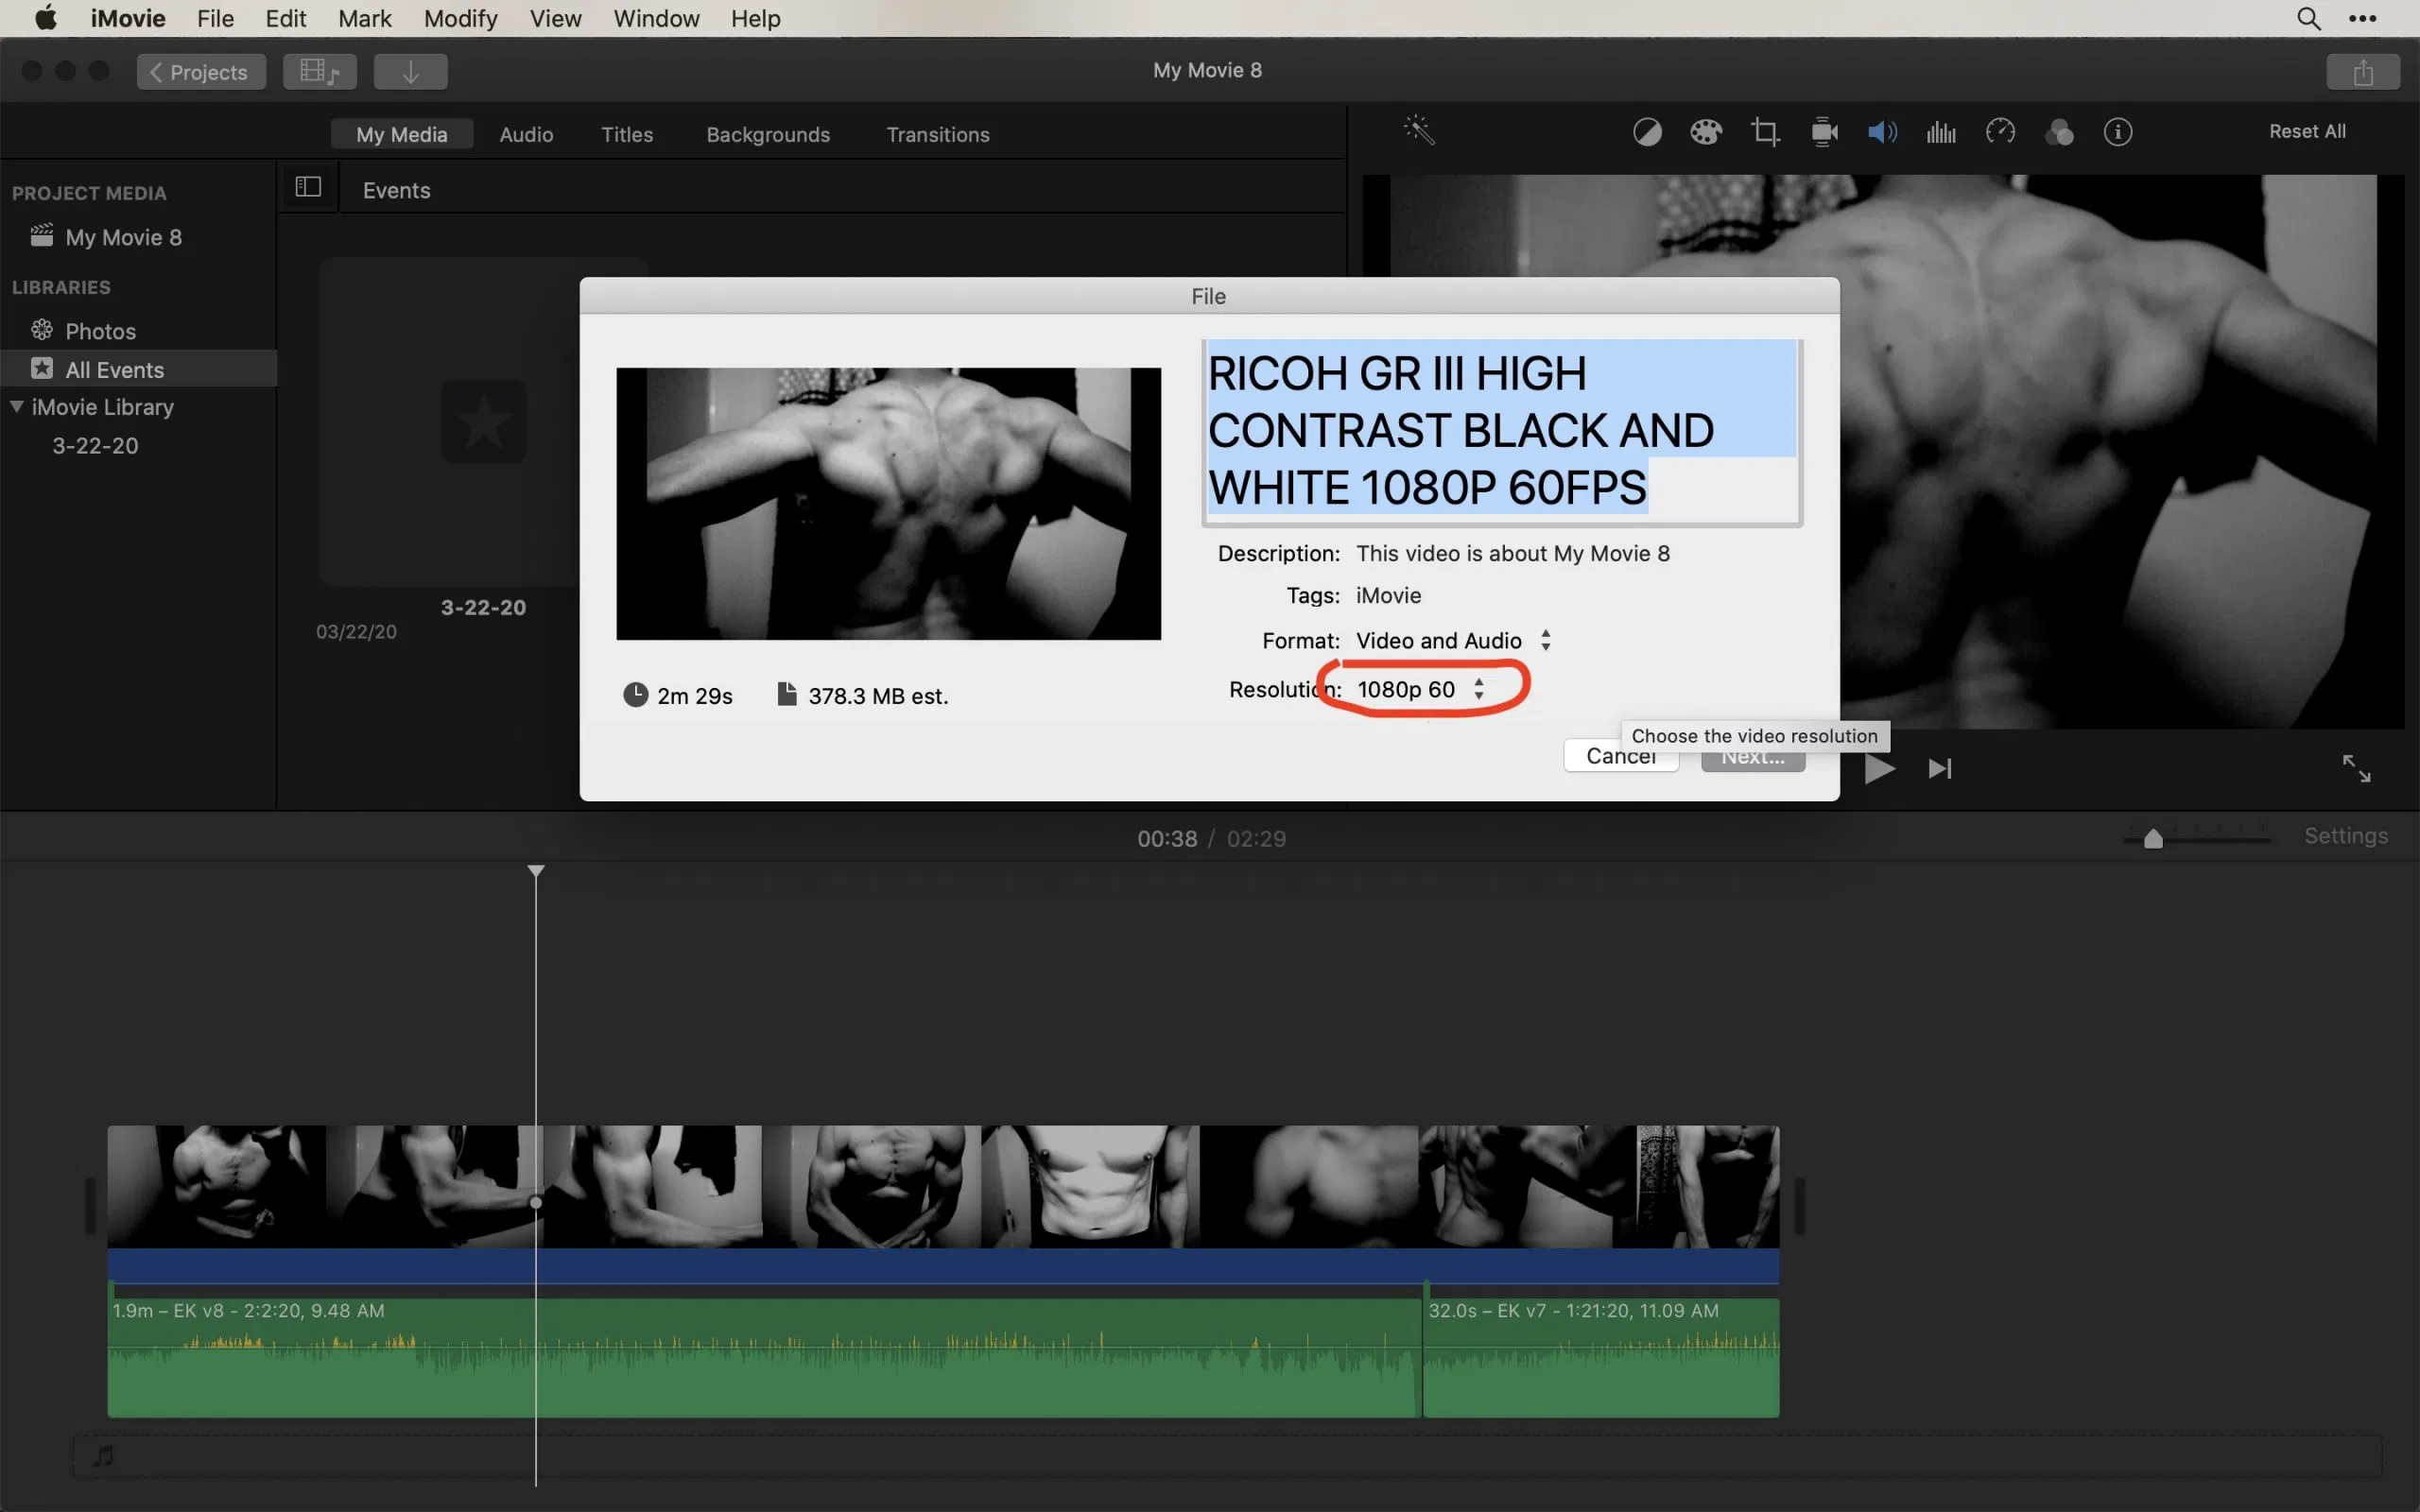 iMovie File Edit Mark Modify View Window Help
Projects
My Movie 8
My Media Audio Titles Backgrounds Transitions
Reset All
PROJECT MEDIA
My Movie 8
LIBRARIES
Photos
All Events
iMovie Library
3-22-20
Events
3-22-20
03/22/20
File
RICOH GR III HIGH
CONTRAST BLACK AND
WHITE 1080P 60FPS
Description: This video is about My Movie 8
Tags: iMovie
Format: Video and Audio
Resolution: 1080p 60
2m 29s 378.3 MB est.
Choose the video resolution
Cancel Next...
00:38 / 02:29
Settings
1.9m – EK v8 - 2:2:20, 9.48 AM
32.0s – EK v7 - 1:21:20, 11.09 AM